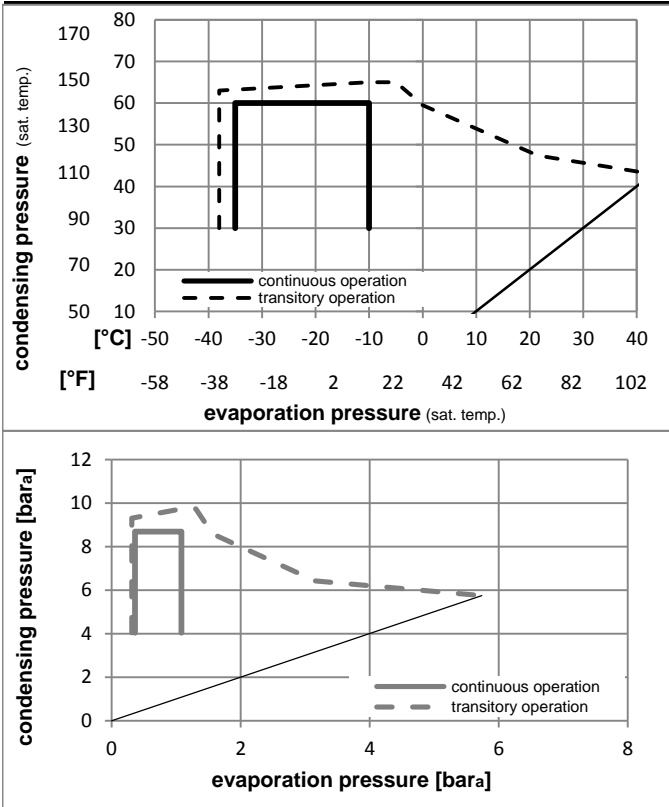 condensing pressure (sat. temp.)
170 80
70
150 60
130 50
110 40
90 30
70 20
50 10
continuous operation
transitory operation
[°C] -50 -40 -30 -20 -10 0 10 20 30 40
[°F] -58 -38 -18 2 22 42 62 82 102
evaporation pressure (sat. temp.)
condensing pressure [bara]
12
10
8
6
4
2
0
continuous operation
transitory operation
0 2 4 6 8
evaporation pressure [bara]